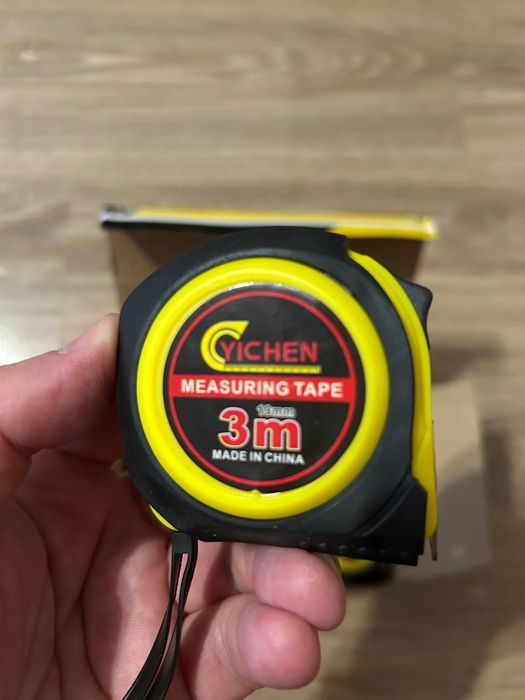 YICHEN
MEASURING TAPE
19mm
3m
MADE IN CHINA